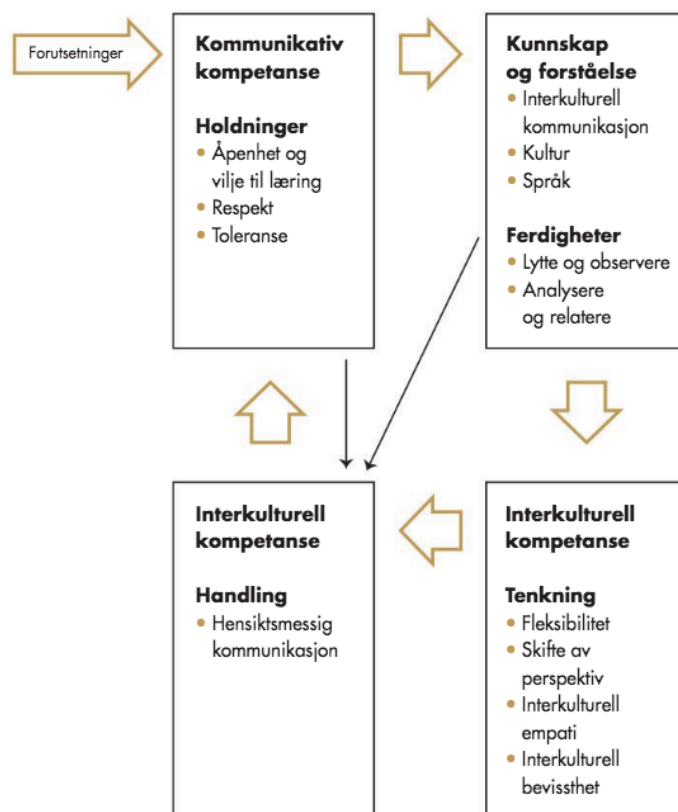 Forutsetninger
Kommunikativ
kompetanse
Holdninger
• Åpenhet og
vilje til læring
• Respekt
• Toleranse
Kunnskap
og forståelse
• Interkulturell
kommunikasjon
• Kultur
• Språk
Ferdigheter
• Lytte og observere
• Analysere
og relatere
Interkulturell
kompetanse
Handling
• Hensiktsmessig
kommunikasjon
Interkulturell
kompetanse
Tenkning
• Fleksibilitet
• Skifte av
perspektiv
• Interkulturell
empati
• Interkulturell
bevissthet